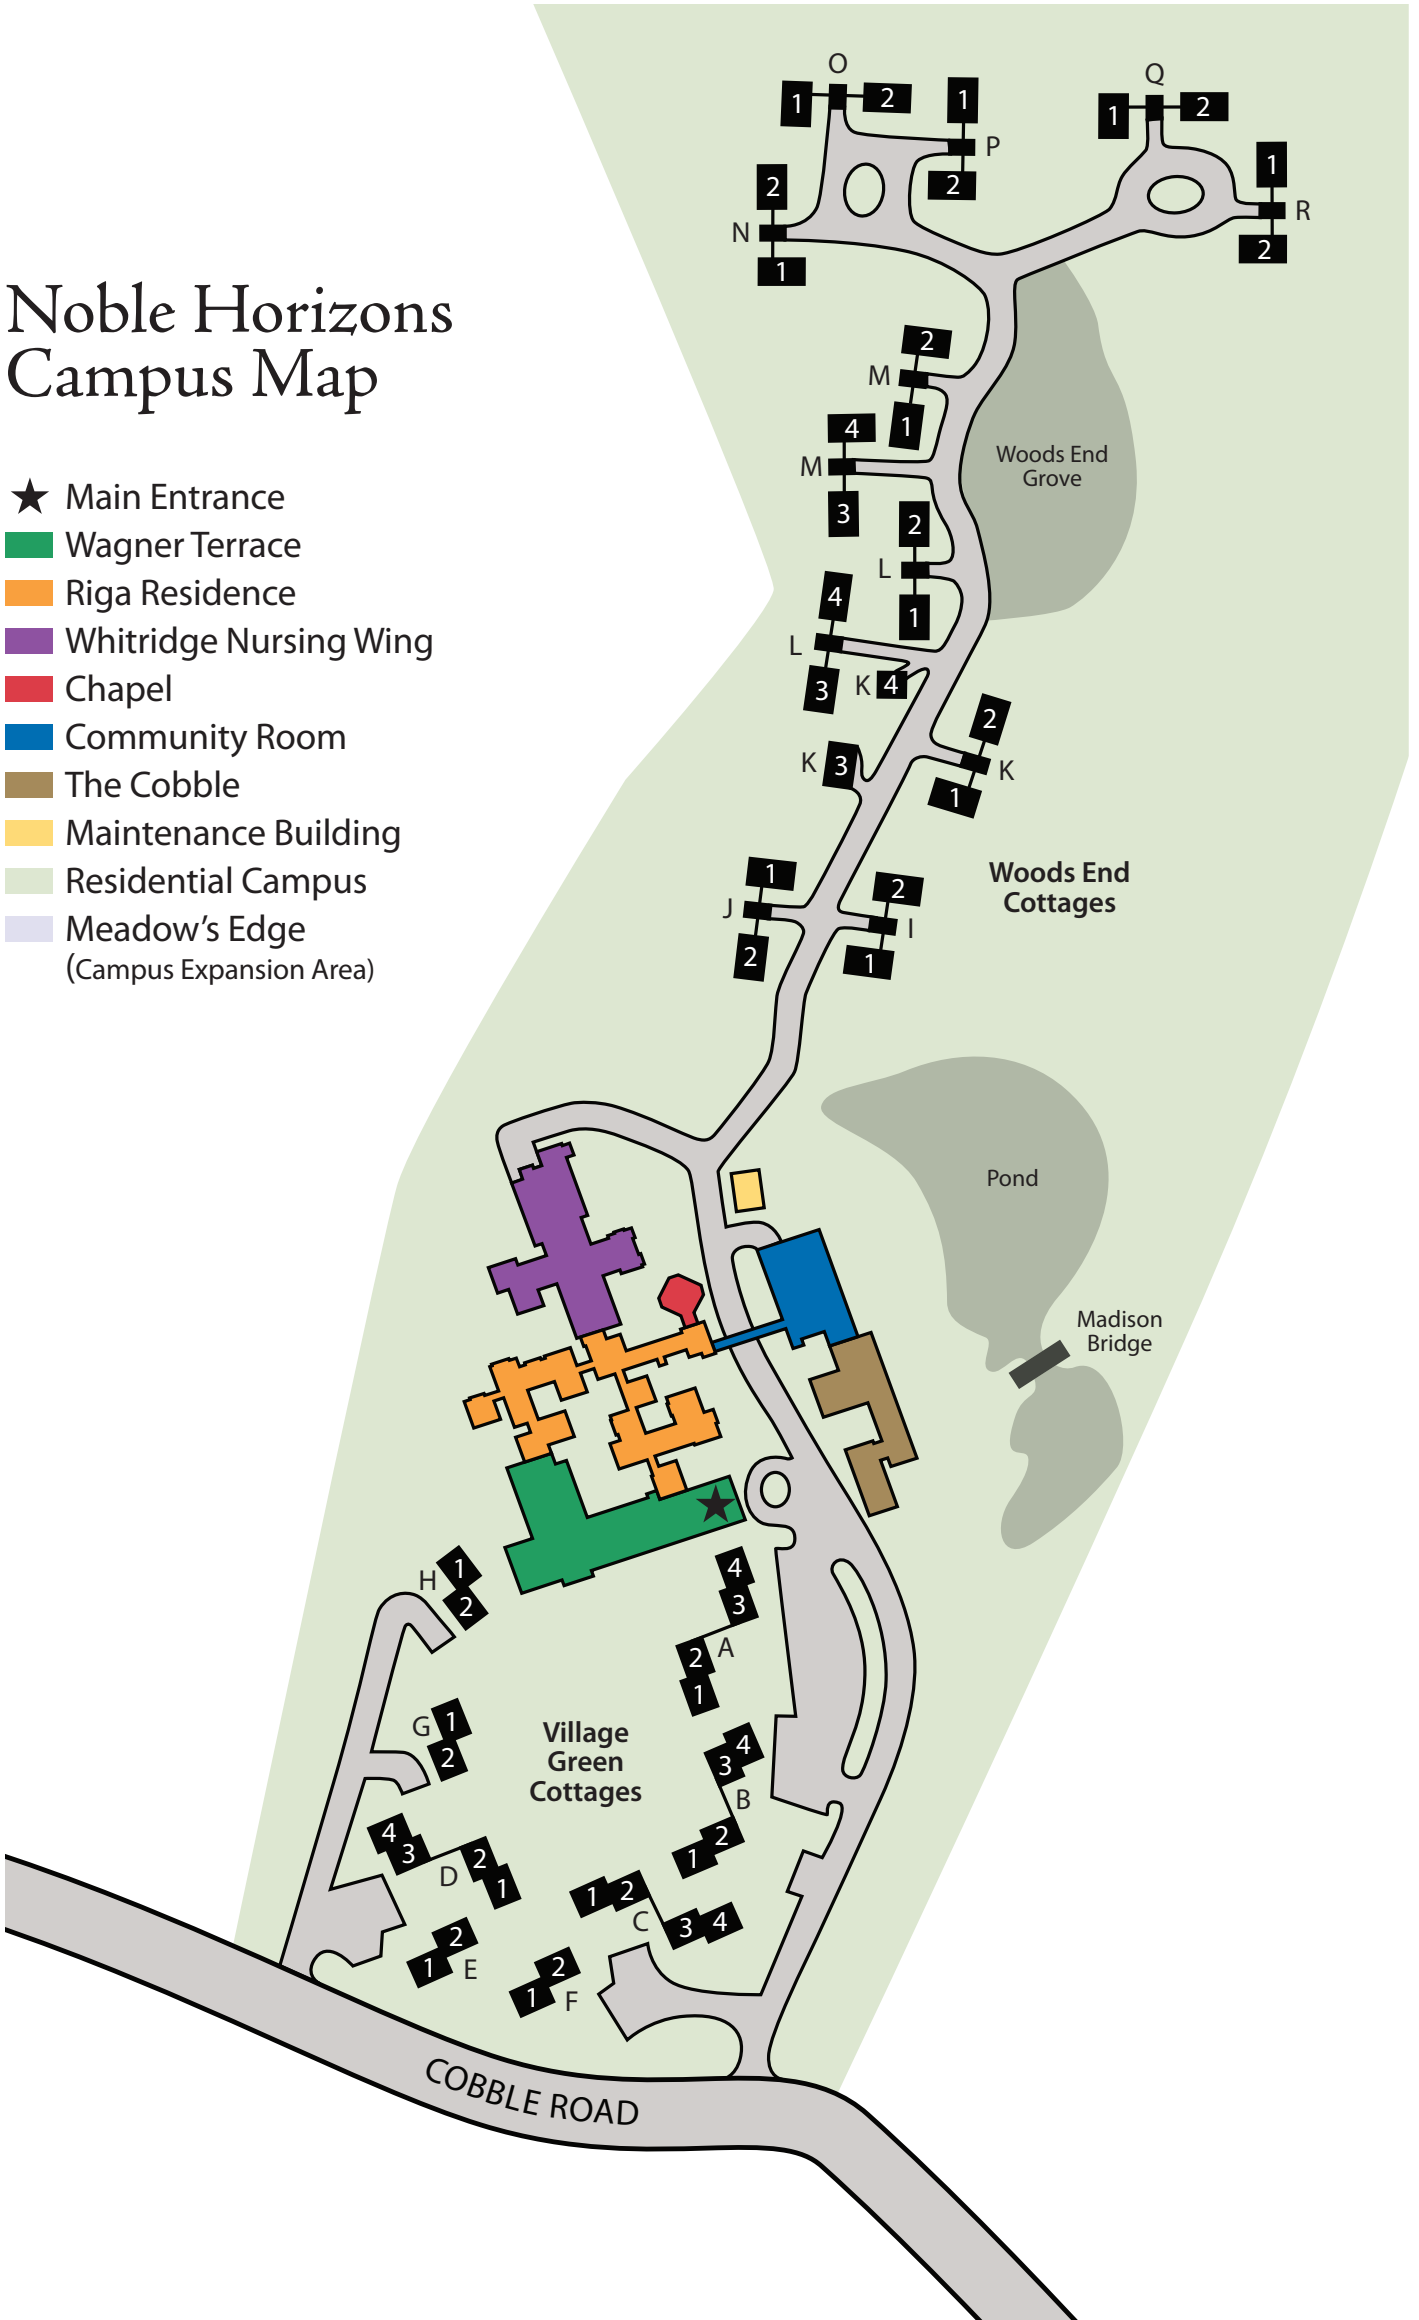 Noble Horizons
Campus Map
Main Entrance
Wagner Terrace
Riga Residence
Whitridge Nursing Wing
Chapel
Community Room
The Cobble
Maintenance Building
Residential Campus
Meadow's Edge
(Campus Expansion Area)
O
1 2
1
P
2
2
N
1
Q
1 2
1
R
2
2
M
1
4
M
3
Woods End
Grove
2
L
1
4
L
3
K 4
2
K
1
K 3
1
J
2
2
I
1
Woods End
Cottages
Pond
Madison
Bridge
H
1
2
4
3
A
2
1
G
1
2
Village
Green
Cottages
4
3
B
2
1
4
3
D
2
1
1 2
C
3 4
2
1
E
2
1
F
COBBLE ROAD